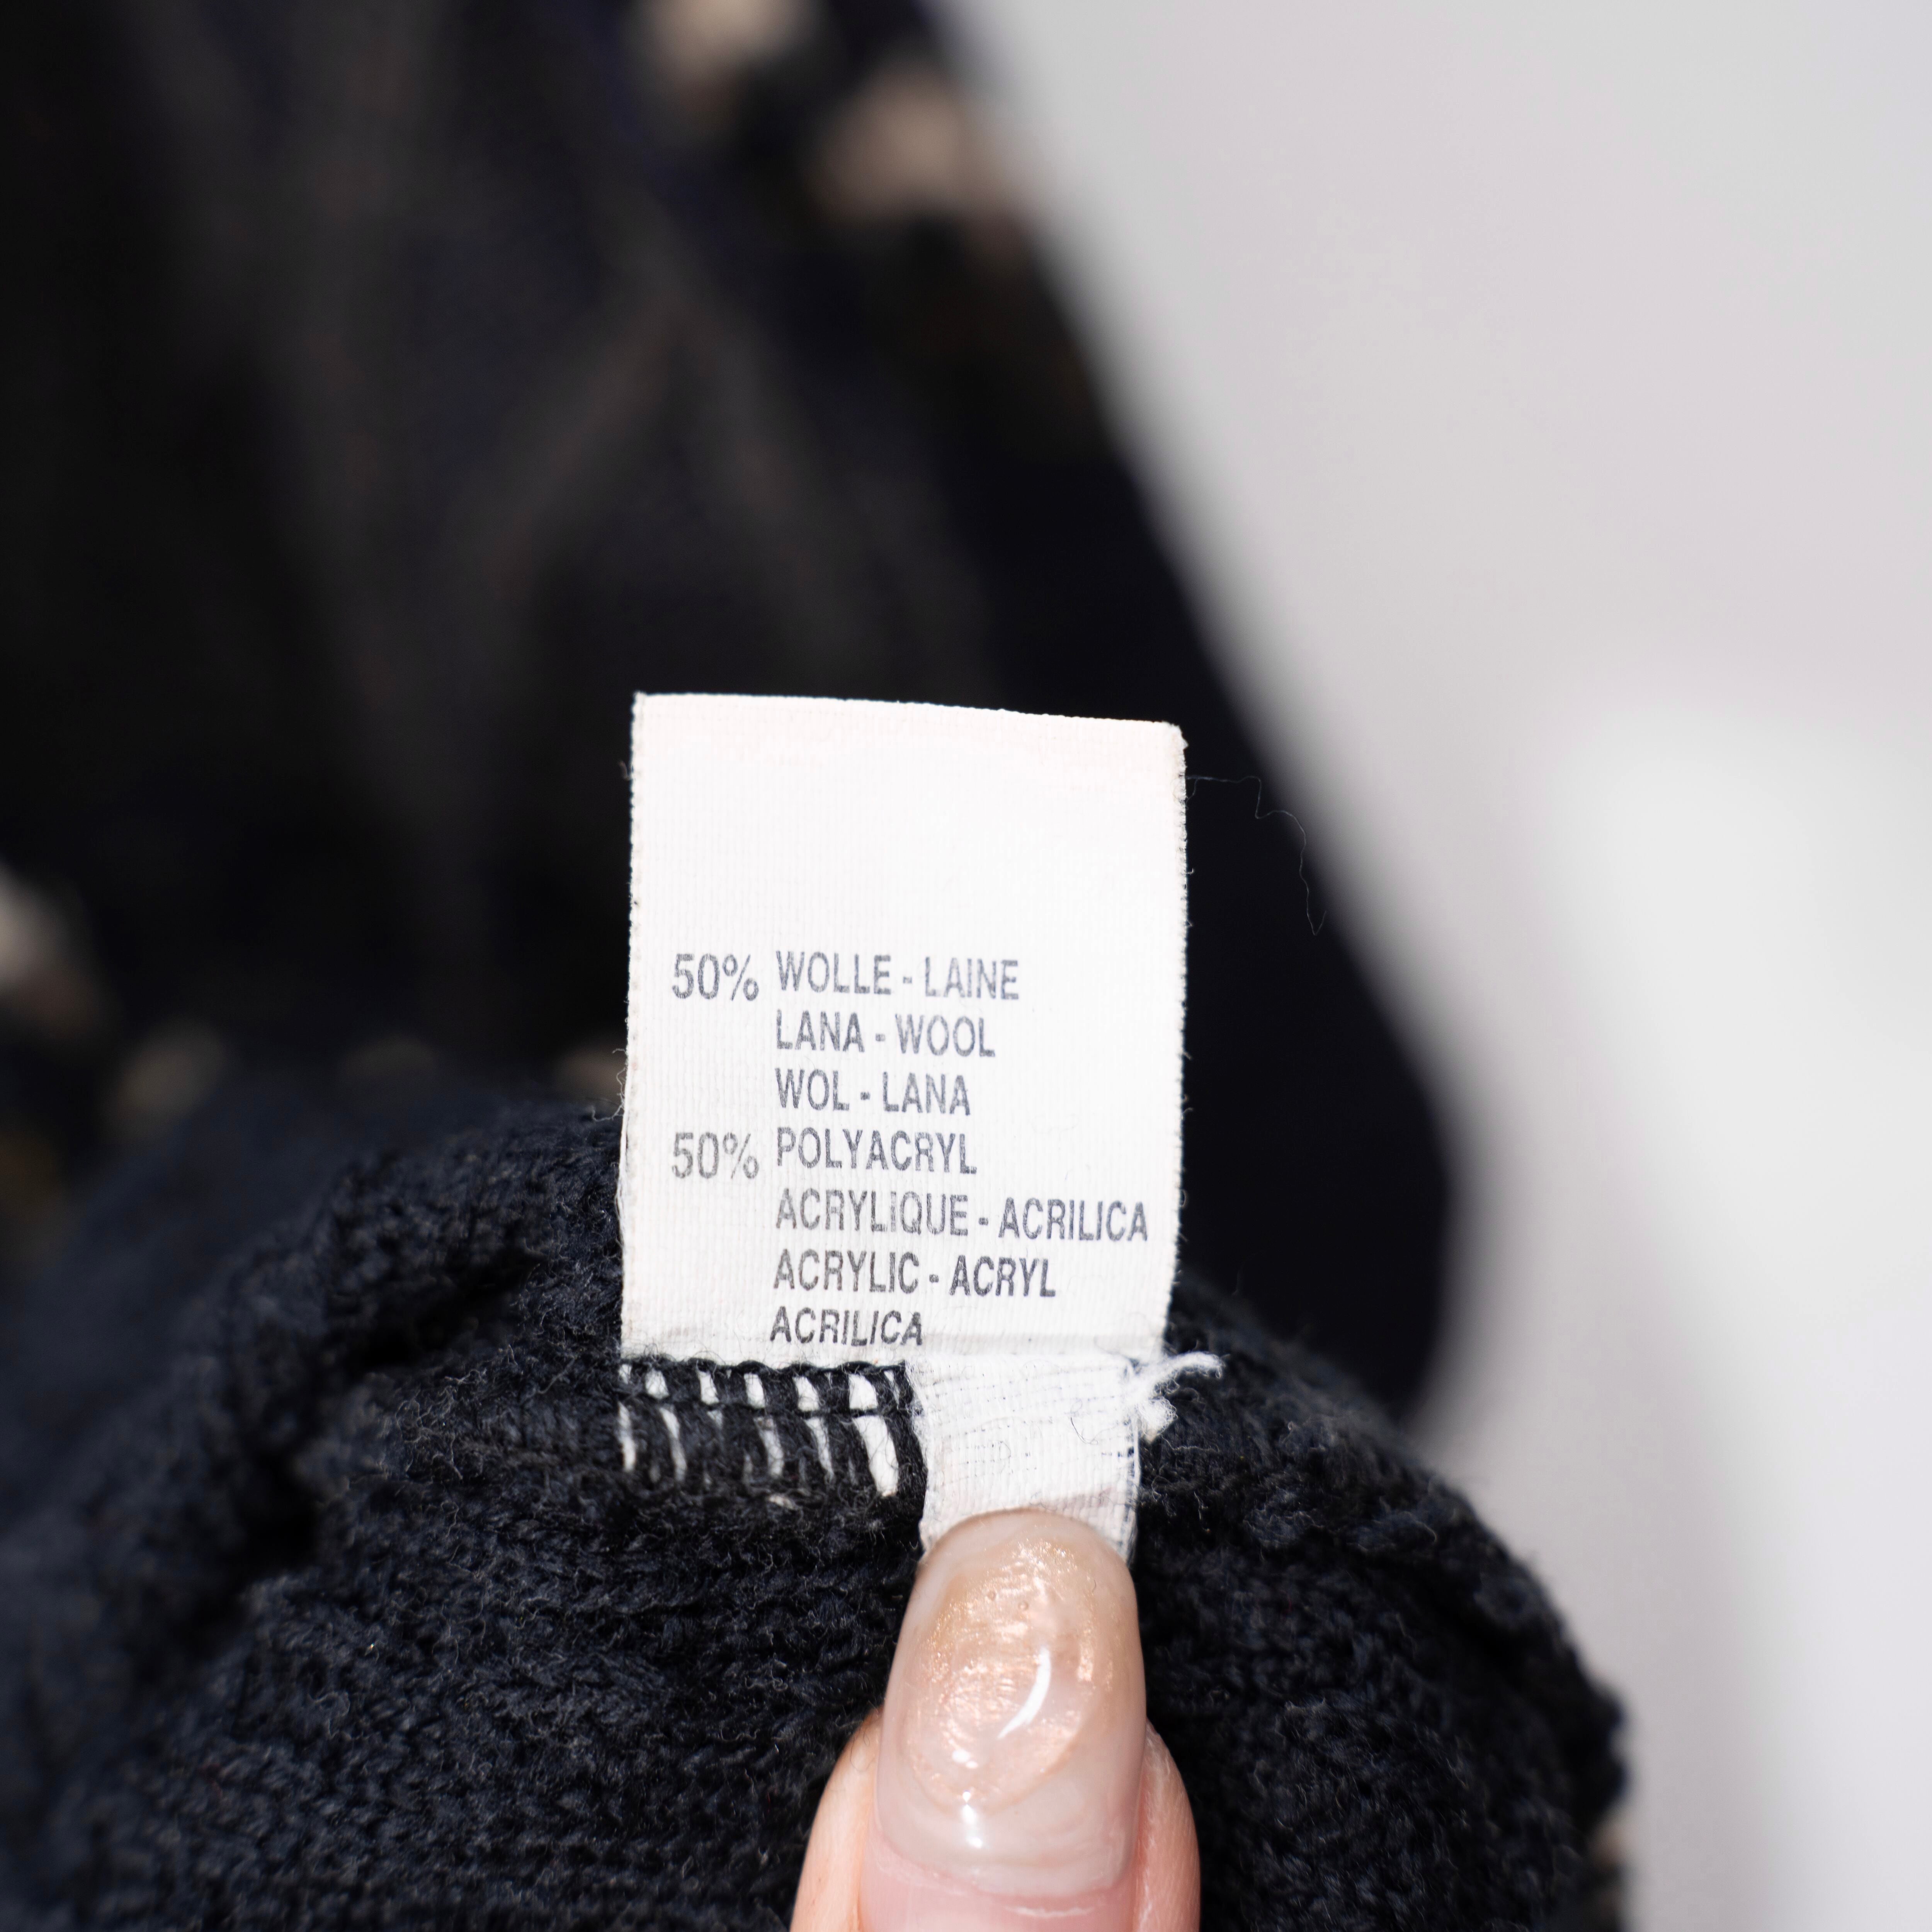 50% WOLLE - LAINE
LANA - WOOL
WOL - LANA
50% POLYACRYL
ACRYLIQUE - ACRILICA
ACRYLIC - ACRYL
ACRILICA